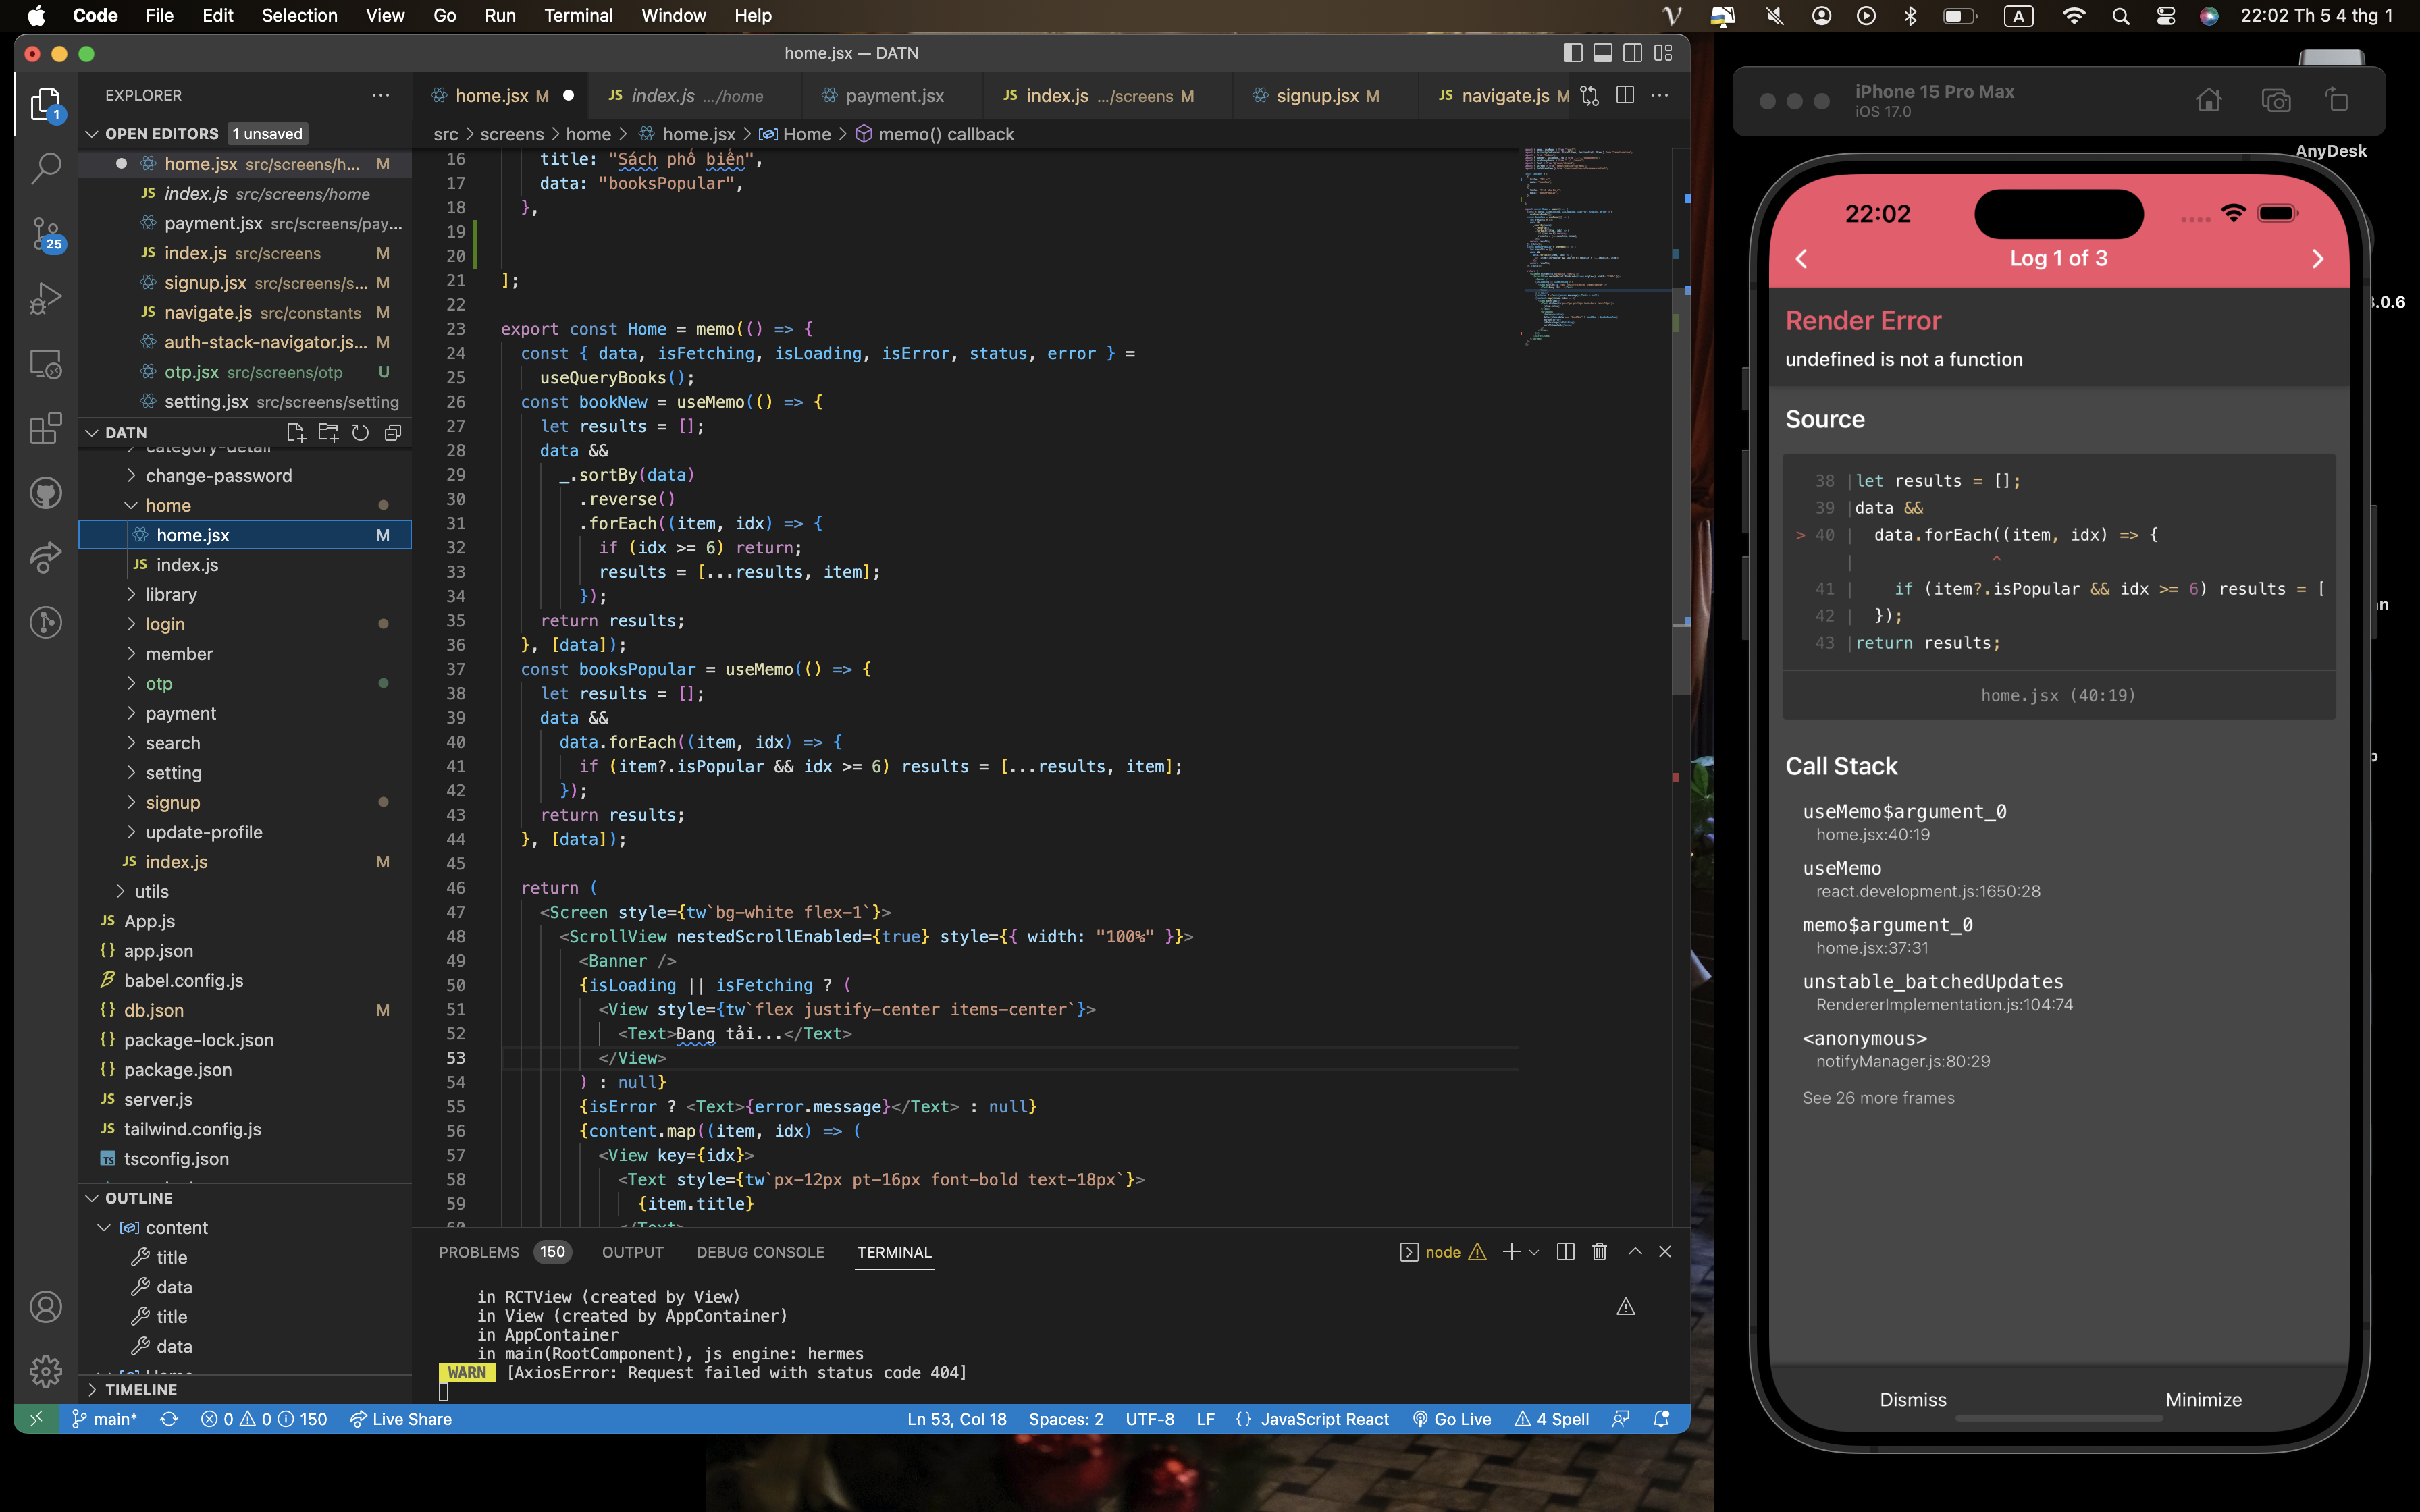 Code File Edit Selection View Go Run Terminal Window Help
A 22:02 Th 5 4 thg 1
home.jsx — DATN
EXPLORER
OPEN EDITORS 1 unsaved
home.jsx src/screens/h... M
index.js src/screens/home
payment.jsx src/screens/pay...
index.js src/screens M
signup.jsx src/screens/s... M
navigate.js src/constants M
auth-stack-navigator.js... M
otp.jsx src/screens/otp U
setting.jsx src/screens/setting
DATN
category-detail
change-password
home
home.jsx M
index.js
library
login
member
otp
payment
search
setting
signup
update-profile
index.js M
utils
App.js
app.json
babel.config.js
db.json M
package-lock.json
package.json
server.js
tailwind.config.js
tsconfig.json
OUTLINE
content
title
data
title
data
TIMELINE
1
25
home.jsx M index.js .../home payment.jsx index.js .../screens M signup.jsx M navigate.js M
src > screens > home > home.jsx > Home > memo() callback
16 title: "Sách phổ biến",
17 data: "booksPopular",
18 },
19
20
21 ];
22
23 export const Home = memo(() => {
24 const { data, isFetching, isLoading, isError, status, error } =
25 useQueryBooks();
26 const bookNew = useMemo(() => {
27 let results = [];
28 data &&
29 _.sortBy(data)
30 .reverse()
31 .forEach((item, idx) => {
32 if (idx >= 6) return;
33 results = [...results, item];
34 });
35 return results;
36 }, [data]);
37 const booksPopular = useMemo(() => {
38 let results = [];
39 data &&
40 data.forEach((item, idx) => {
41 if (item?.isPopular && idx >= 6) results = [...results, item];
42 });
43 return results;
44 }, [data]);
45
46 return (
47 <Screen style={tw`bg-white flex-1`}>
48 <ScrollView nestedScrollEnabled={true} style={{ width: "100%" }}>
49 <Banner />
50 {isLoading || isFetching ? (
51 <View style={tw`flex justify-center items-center`}>
52 <Text>Đang tải...</Text>
53 </View>
54 ) : null}
55 {isError ? <Text>{error.message}</Text> : null}
56 {content.map((item, idx) => (
57 <View key={idx}>
58 <Text style={tw`px-12px pt-16px font-bold text-18px`}>
59 {item.title}
60 </Text>
PROBLEMS 150 OUTPUT DEBUG CONSOLE TERMINAL node
in RCTView (created by View)
in View (created by AppContainer)
in AppContainer
in main(RootComponent), js engine: hermes
WARN [AxiosError: Request failed with status code 404]
main* 0 0 150 Live Share Ln 53, Col 18 Spaces: 2 UTF-8 LF {} JavaScript React Go Live 4 Spell
iPhone 15 Pro Max
iOS 17.0
AnyDesk
22:02
Log 1 of 3
Render Error
undefined is not a function
Source
38 |let results = [];
39 |data &&
> 40 | data.forEach((item, idx) => {
| ^
41 | if (item?.isPopular && idx >= 6) results = [
42 | });
43 |return results;
home.jsx (40:19)
Call Stack
useMemo$argument_0
home.jsx:40:19
useMemo
react.development.js:1650:28
memo$argument_0
home.jsx:37:31
unstable_batchedUpdates
RendererImplementation.js:104:74
<anonymous>
notifyManager.js:80:29
See 26 more frames
Dismiss Minimize